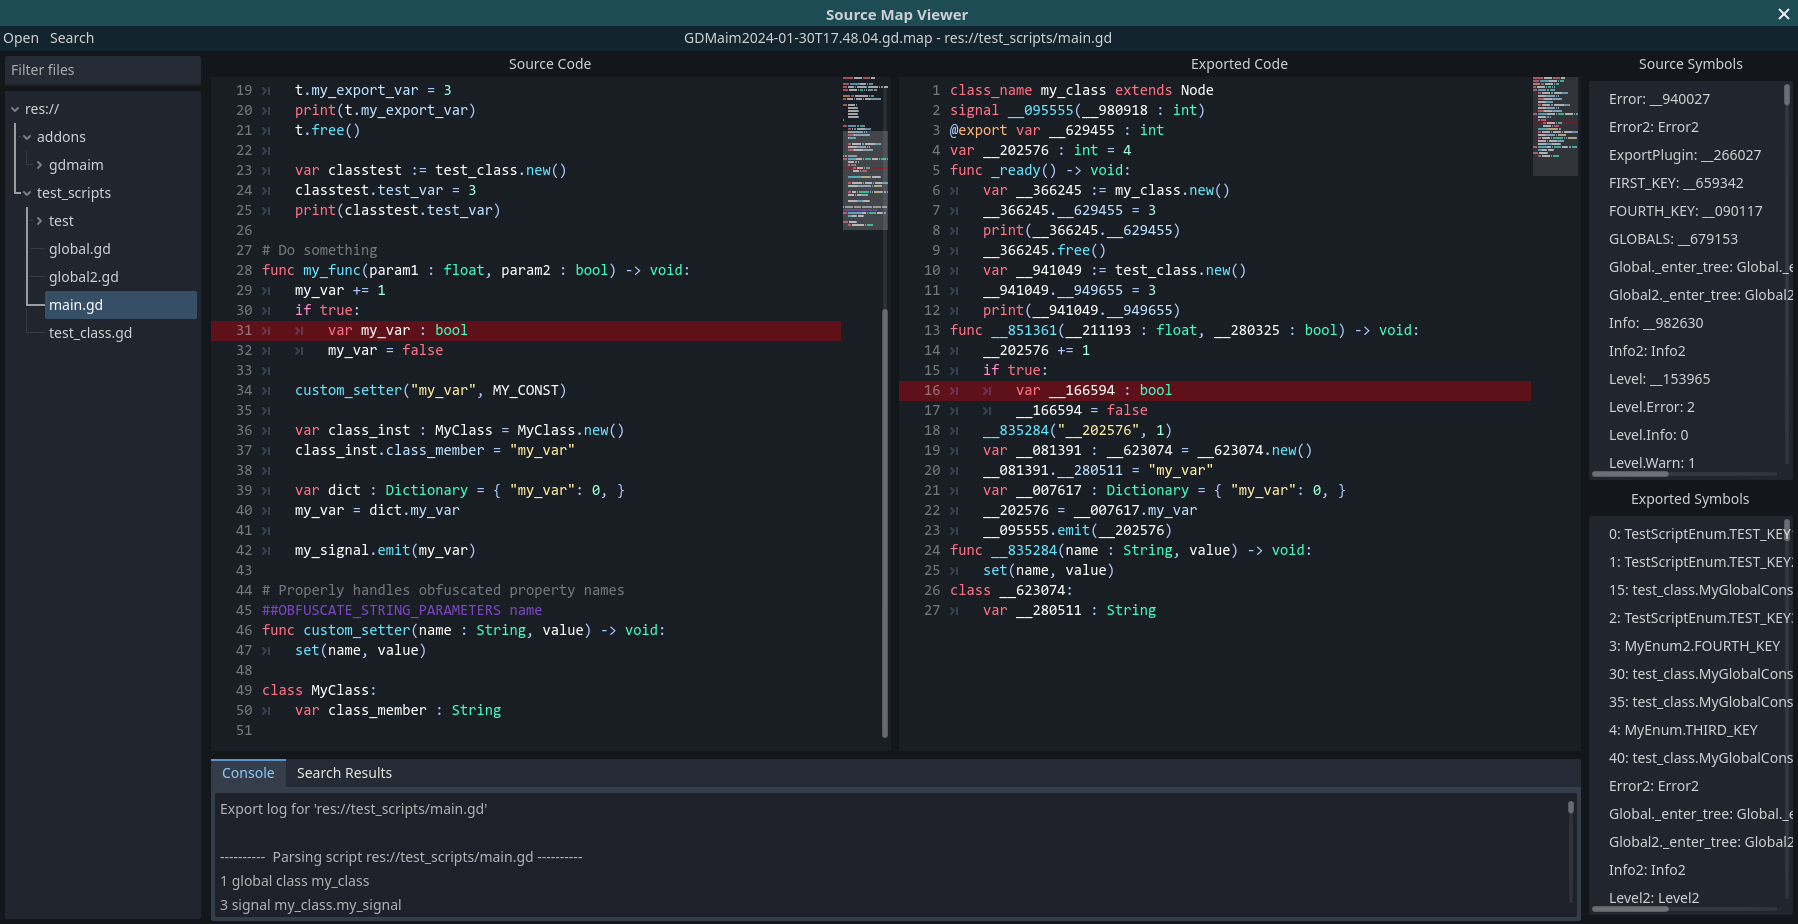 Source Map Viewer
Open Search
GDMaim2024-01-30T17.48.04.gd.map - res://test_scripts/main.gd
Filter files
res://
addons
gdmaim
test_scripts
test
global.gd
global2.gd
main.gd
test_class.gd
Source Code
19 t.my_export_var = 3
20 print(t.my_export_var)
21 t.free()
22
23 var classtest := test_class.new()
24 classtest.test_var = 3
25 print(classtest.test_var)
26
27 # Do something
28 func my_func(param1 : float, param2 : bool) -> void:
29 my_var += 1
30 if true:
31 var my_var : bool
32 my_var = false
33
34 custom_setter("my_var", MY_CONST)
35
36 var class_inst : MyClass = MyClass.new()
37 class_inst.class_member = "my_var"
38
39 var dict : Dictionary = { "my_var": 0, }
40 my_var = dict.my_var
41
42 my_signal.emit(my_var)
43
44 # Properly handles obfuscated property names
45 ##OBFUSCATE_STRING_PARAMETERS name
46 func custom_setter(name : String, value) -> void:
47 set(name, value)
48
49 class MyClass:
50 var class_member : String
51
Exported Code
1 class_name my_class extends Node
2 signal __095555(__980918 : int)
3 @export var __629455 : int
4 var __202576 : int = 4
5 func _ready() -> void:
6 var __366245 := my_class.new()
7 __366245.__629455 = 3
8 print(__366245.__629455)
9 __366245.free()
10 var __941049 := test_class.new()
11 __941049.__949655 = 3
12 print(__941049.__949655)
13 func __851361(__211193 : float, __280325 : bool) -> void:
14 __202576 += 1
15 if true:
16 var __166594 : bool
17 __166594 = false
18 __835284("__202576", 1)
19 var __081391 : __623074 = __623074.new()
20 __081391.__280511 = "my_var"
21 var __007617 : Dictionary = { "my_var": 0, }
22 __202576 = __007617.my_var
23 __095555.emit(__202576)
24 func __835284(name : String, value) -> void:
25 set(name, value)
26 class __623074:
27 var __280511 : String
Source Symbols
Error: __940027
Error2: Error2
ExportPlugin: __266027
FIRST_KEY: __659342
FOURTH_KEY: __090117
GLOBALS: __679153
Global._enter_tree: Global._e
Global2._enter_tree: Global2
Info: __982630
Info2: Info2
Level: __153965
Level.Error: 2
Level.Info: 0
Level.Warn: 1
Exported Symbols
0: TestScriptEnum.TEST_KEY
1: TestScriptEnum.TEST_KEY
15: test_class.MyGlobalCons
2: TestScriptEnum.TEST_KEY
3: MyEnum2.FOURTH_KEY
30: test_class.MyGlobalCons
35: test_class.MyGlobalCons
4: MyEnum.THIRD_KEY
40: test_class.MyGlobalCons
Error2: Error2
Global._enter_tree: Global._e
Global2._enter_tree: Global2
Info2: Info2
Level2: Level2
Console Search Results
Export log for 'res://test_scripts/main.gd'
---------- Parsing script res://test_scripts/main.gd ----------
1 global class my_class
3 signal my_class.my_signal